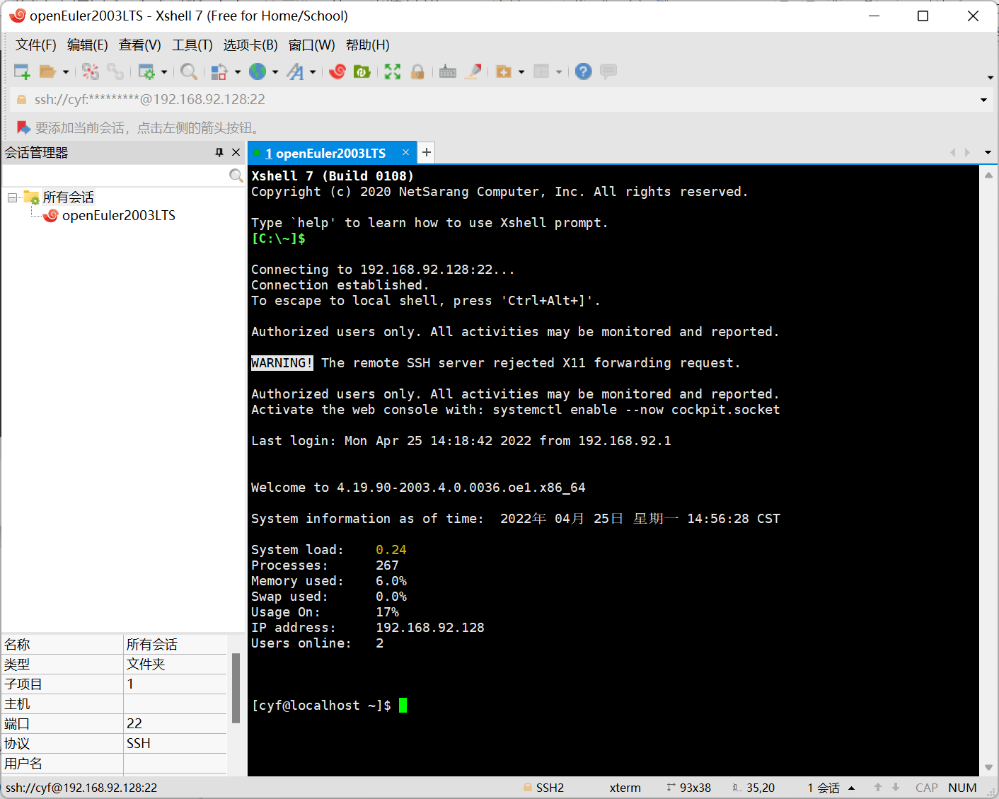 openEuler2003LTS - Xshell 7 (Free for Home/School)
文件(F) 编辑(E) 查看(V) 工具(T) 选项卡(B) 窗口(W) 帮助(H)
ssh://cyf:*********@192.168.92.128:22
要添加当前会话，点击左侧的箭头按钮。
会话管理器
所有会话
openEuler2003LTS
名称 所有会话
类型 文件夹
子项目 1
主机
端口 22
协议 SSH
用户名
1 openEuler2003LTS
Xshell 7 (Build 0108)
Copyright (c) 2020 NetSarang Computer, Inc. All rights reserved.
Type `help' to learn how to use Xshell prompt.
[C:\~]$
Connecting to 192.168.92.128:22...
Connection established.
To escape to local shell, press 'Ctrl+Alt+]'.
Authorized users only. All activities may be monitored and reported.
WARNING! The remote SSH server rejected X11 forwarding request.
Authorized users only. All activities may be monitored and reported.
Activate the web console with: systemctl enable --now cockpit.socket
Last login: Mon Apr 25 14:18:42 2022 from 192.168.92.1
Welcome to 4.19.90-2003.4.0.0036.oe1.x86_64
System information as of time:  2022年 04月 25日 星期一 14:56:28 CST
System load:    0.24
Processes:      267
Memory used:    6.0%
Swap used:      0.0%
Usage On:       17%
IP address:     192.168.92.128
Users online:   2
[cyf@localhost ~]$
ssh://cyf@192.168.92.128:22 SSH2 xterm 93x38 35,20 1 会话 CAP NUM